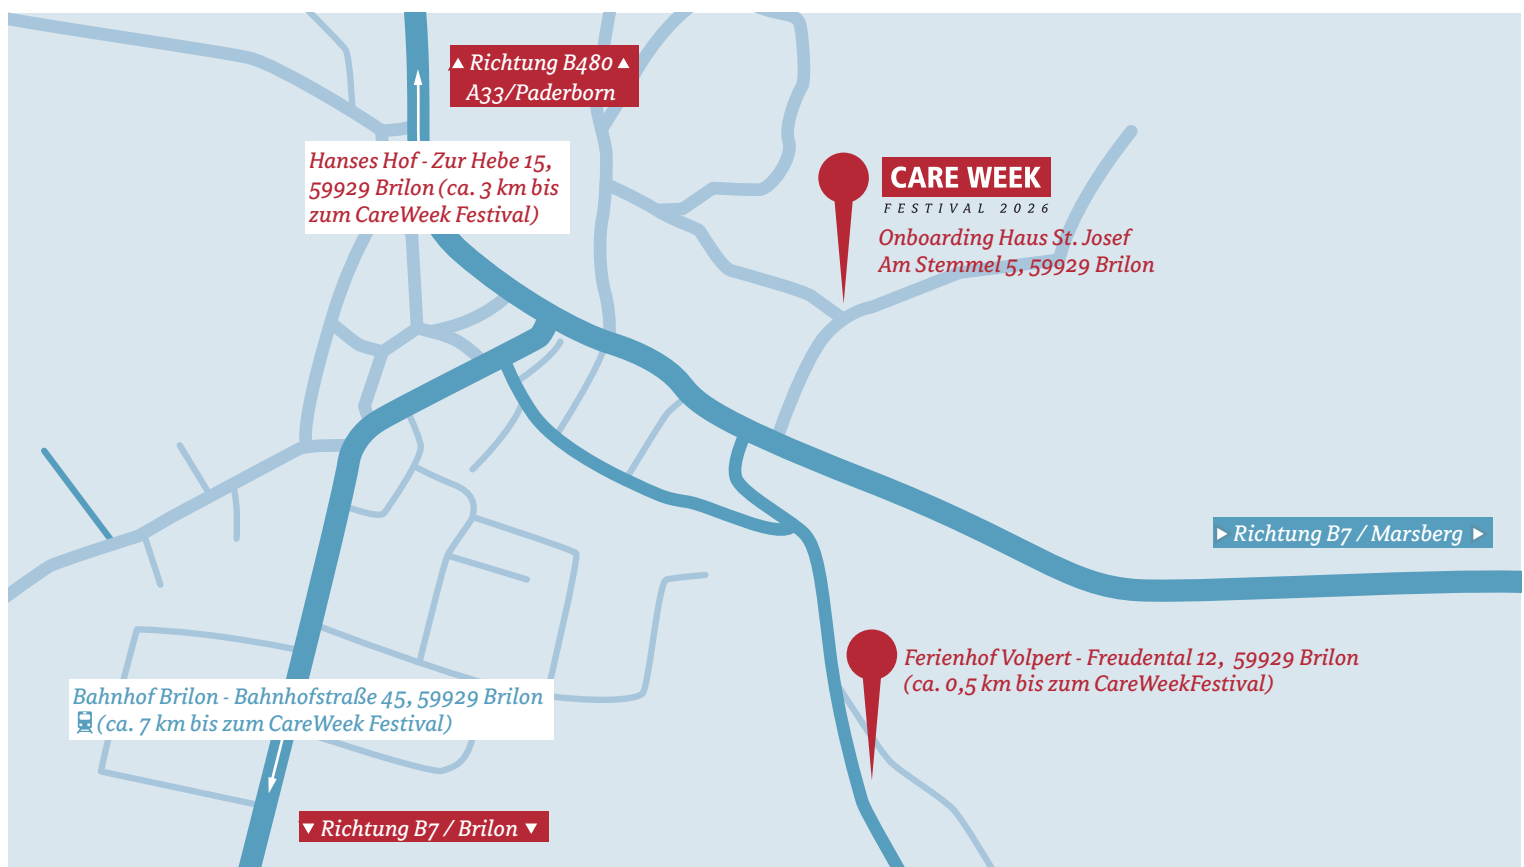 ▲ Richtung B480 ▲
A33/Paderborn
Hanses Hof - Zur Hebe 15,
59929 Brilon (ca. 3 km bis
zum CareWeek Festival)
CARE WEEK
FESTIVAL 2026
Onboarding Haus St. Josef
Am Stemmel 5, 59929 Brilon
▶ Richtung B7 / Marsberg ▶
Ferienhof Volpert - Freudental 12, 59929 Brilon
(ca. 0,5 km bis zum CareWeekFestival)
Bahnhof Brilon - Bahnhofstraße 45, 59929 Brilon
(ca. 7 km bis zum CareWeek Festival)
▼ Richtung B7 / Brilon ▼